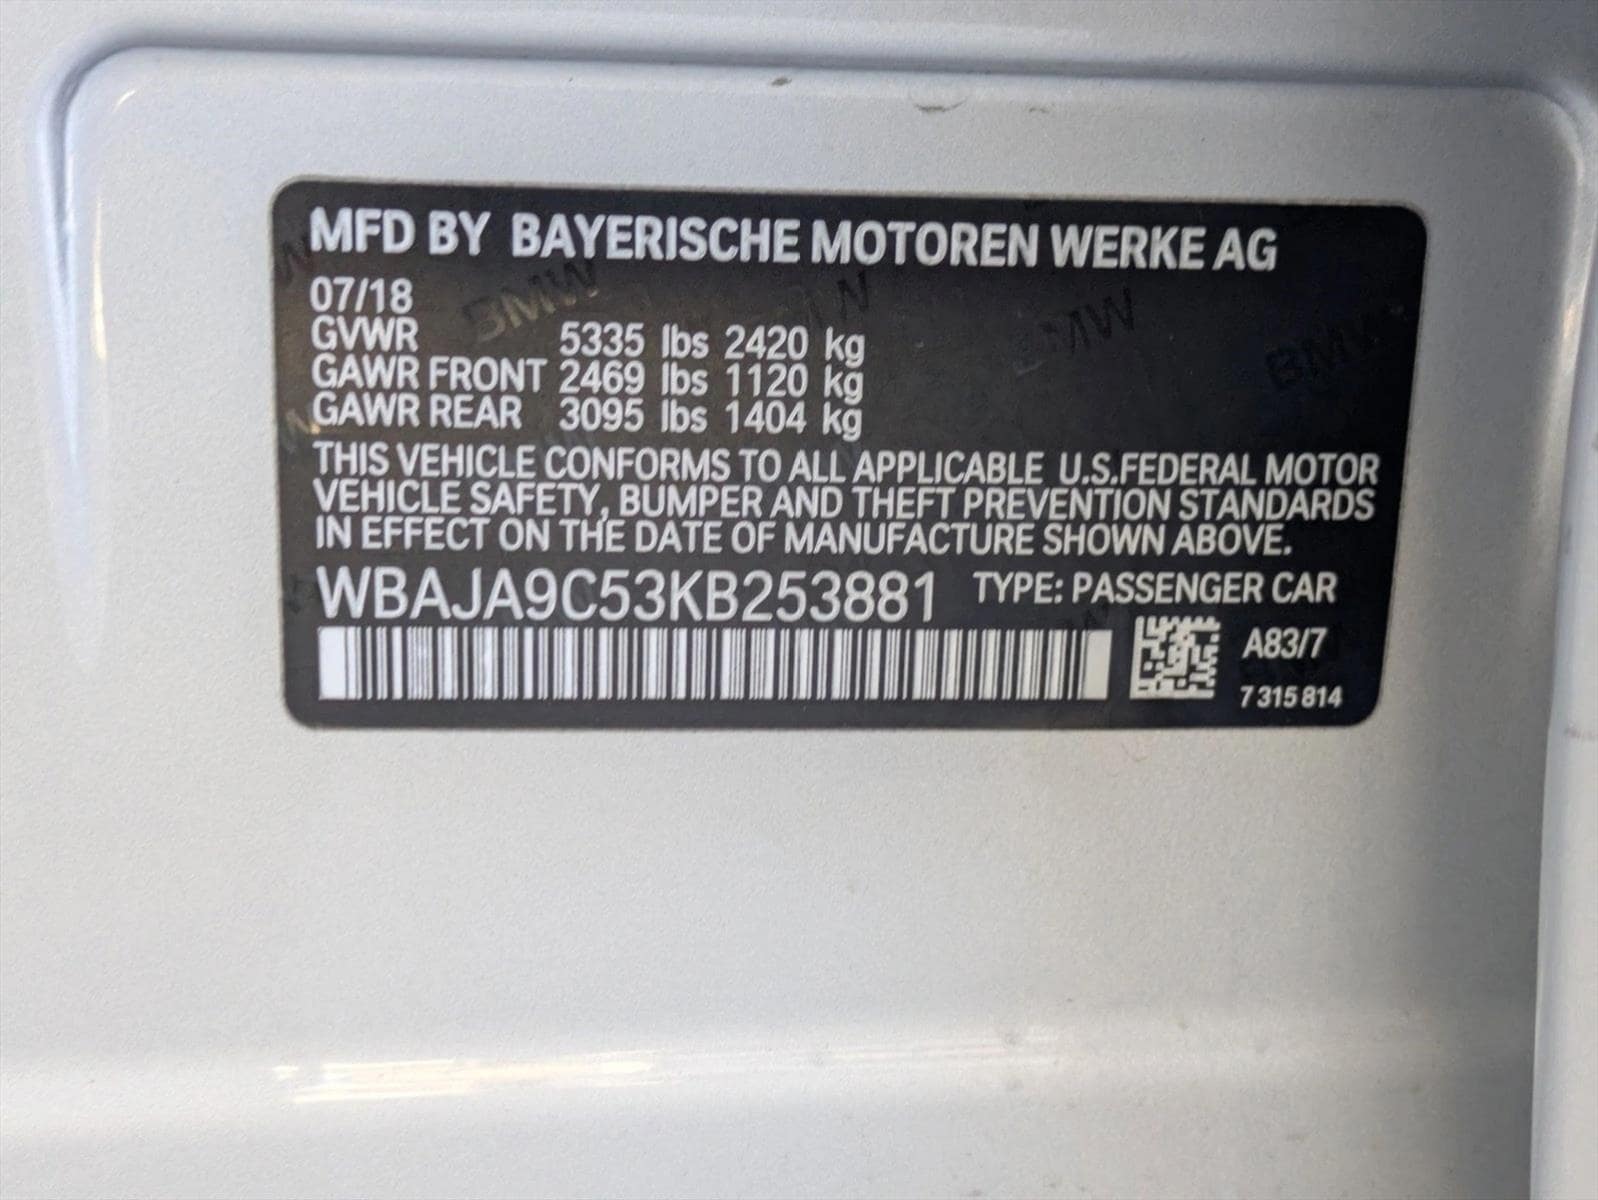 MFD BY BAYERISCHE MOTOREN WERKE AG
07/18
GVWR 5335 lbs 2420 kg
GAWR FRONT 2469 lbs 1120 kg
GAWR REAR 3095 lbs 1404 kg
THIS VEHICLE CONFORMS TO ALL APPLICABLE U.S.FEDERAL MOTOR
VEHICLE SAFETY, BUMPER AND THEFT PREVENTION STANDARDS
IN EFFECT ON THE DATE OF MANUFACTURE SHOWN ABOVE.
WBAJA9C53KB253881 TYPE: PASSENGER CAR
A83/7
7 315 814